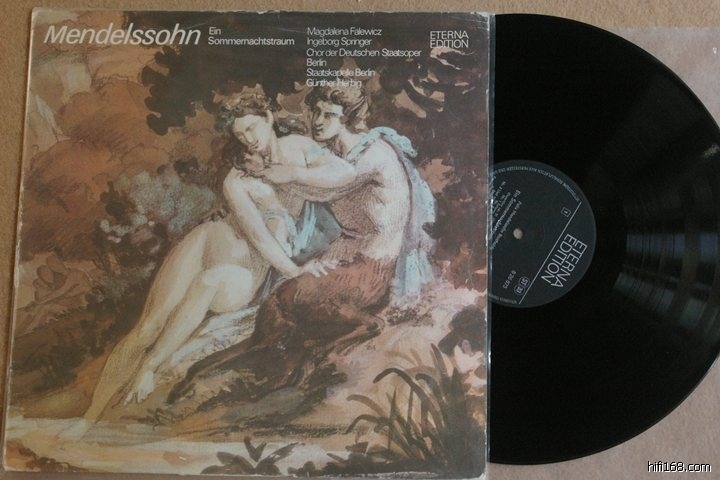 Mendelssohn
Ein
Sommernachtstraum
Magdalena Falewicz
Ingeborg Springer
Chor der Deutschen Staatsoper
Berlin
Staatskapelle Berlin
Günther Herbig
ETERNA
EDITION
ETERNA
EDITION
hifi168.com